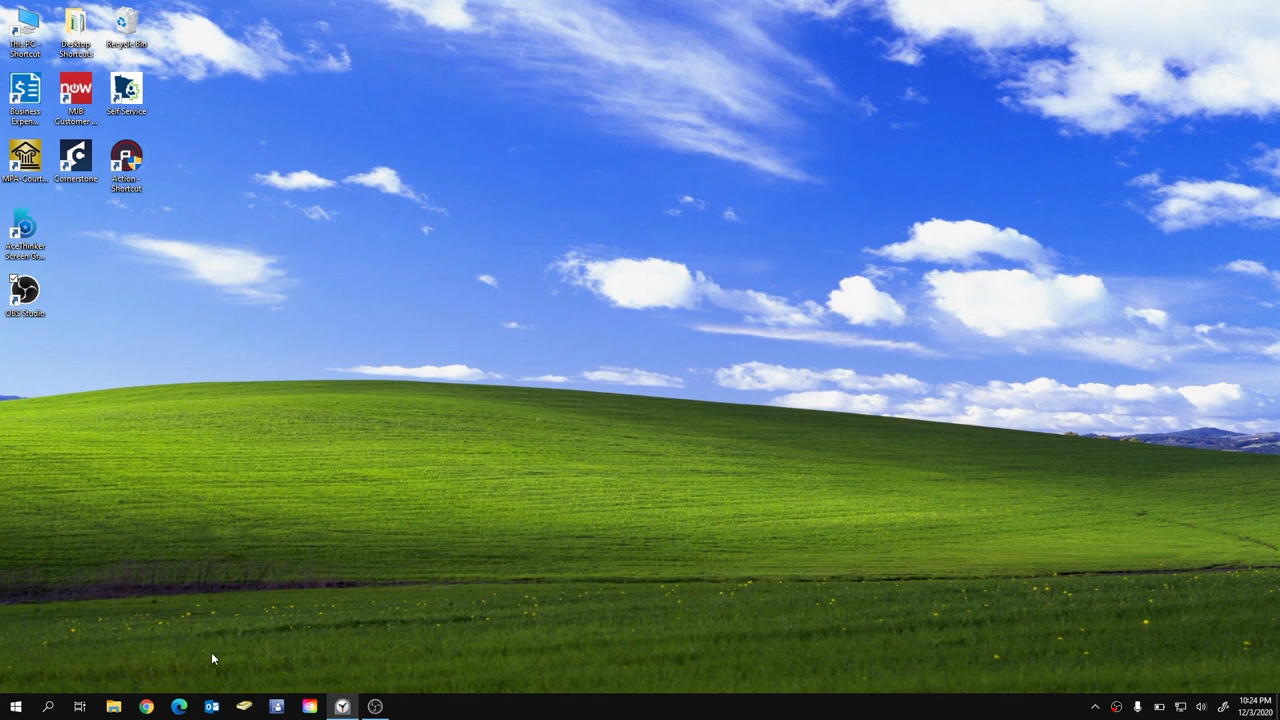 This PC -
Shortcut
Desktop
Shortcuts
Recycle Bin
Business
Expen...
now
MJB
Customer ...
Self Service
MPA-Court...
Cornerstone
Action -
Shortcut
AceThinker
Screen Gr...
OBS Studio
10:24 PM
12/3/2020